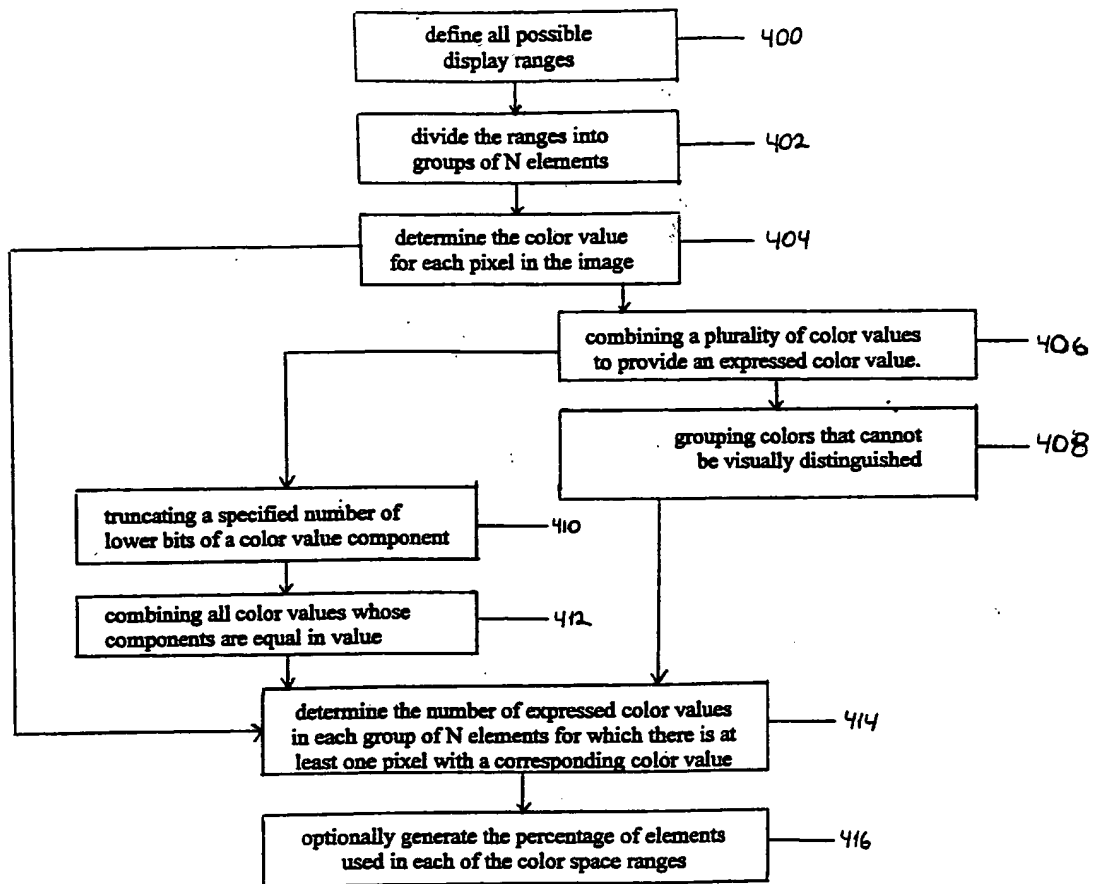 define all possible
display ranges
400
divide the ranges into
groups of N elements
402
determine the color value
for each pixel in the image
404
combining a plurality of color values
to provide an expressed color value.
406
grouping colors that cannot
be visually distinguished
408
truncating a specified number of
lower bits of a color value component
410
combining all color values whose
components are equal in value
412
determine the number of expressed color values
in each group of N elements for which there is at
least one pixel with a corresponding color value
414
optionally generate the percentage of elements
used in each of the color space ranges
416